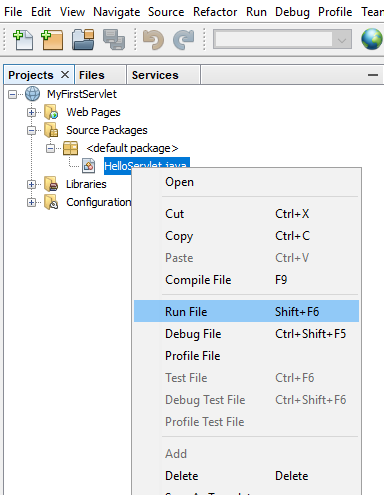 File Edit View Navigate Source Refactor Run Debug Profile Team
Projects Files Services
MyFirstServlet
Web Pages
Source Packages
<default package>
HelloServlet.java
Libraries
Configuration
Open
Cut Ctrl+X
Copy Ctrl+C
Paste Ctrl+V
Compile File F9
Run File Shift+F6
Debug File Ctrl+Shift+F5
Profile File
Test File Ctrl+F6
Debug Test File Ctrl+Shift+F6
Profile Test File
Add
Delete Delete